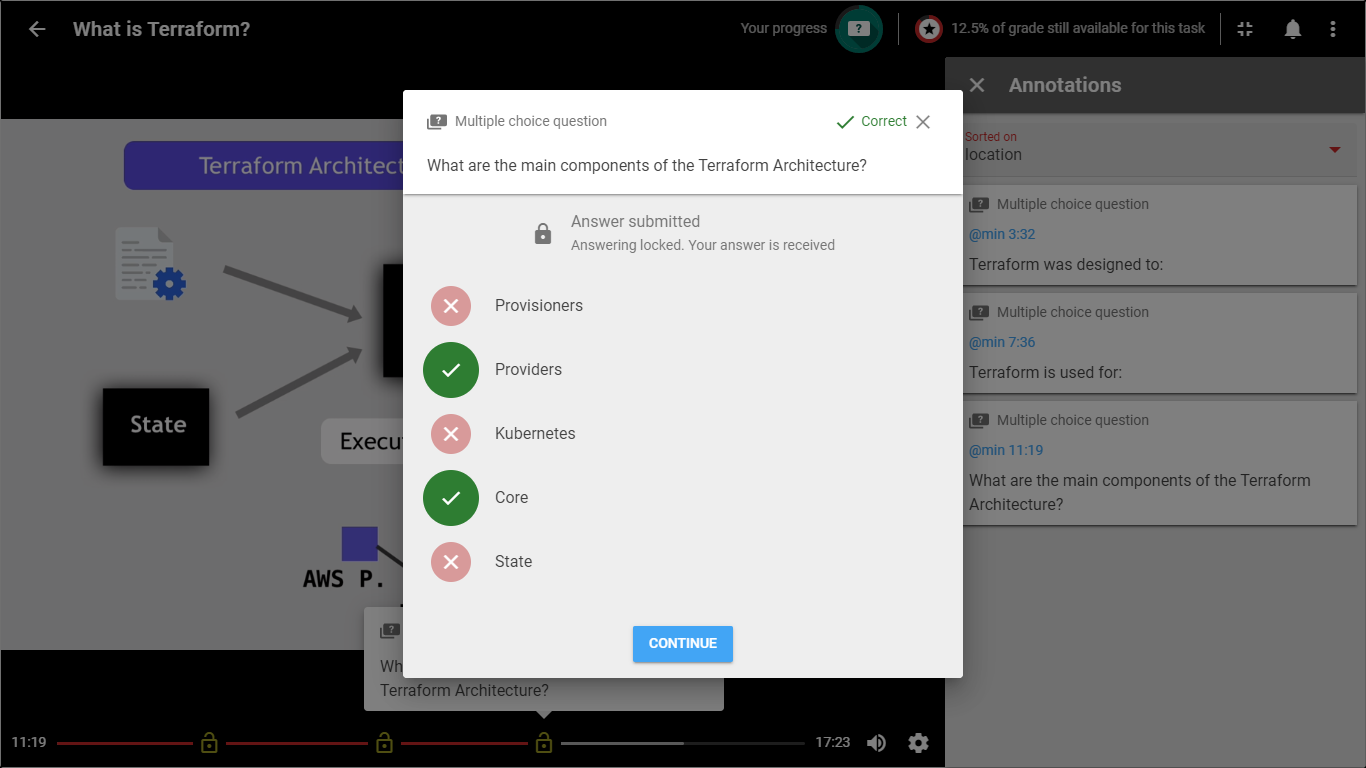 What is Terraform?
Your progress
12.5% of grade still available for this task
Annotations
Sorted on
location
Multiple choice question
@min 3:32
Terraform was designed to:
Multiple choice question
@min 7:36
Terraform is used for:
Multiple choice question
@min 11:19
What are the main components of the Terraform
Architecture?
Multiple choice question
Correct
What are the main components of the Terraform Architecture?
Answer submitted
Answering locked. Your answer is received
Provisioners
Providers
Kubernetes
Core
State
CONTINUE
Terraform Architect
State
Execu
AWS P.
Wh
Terraform Architecture?
11:19
17:23